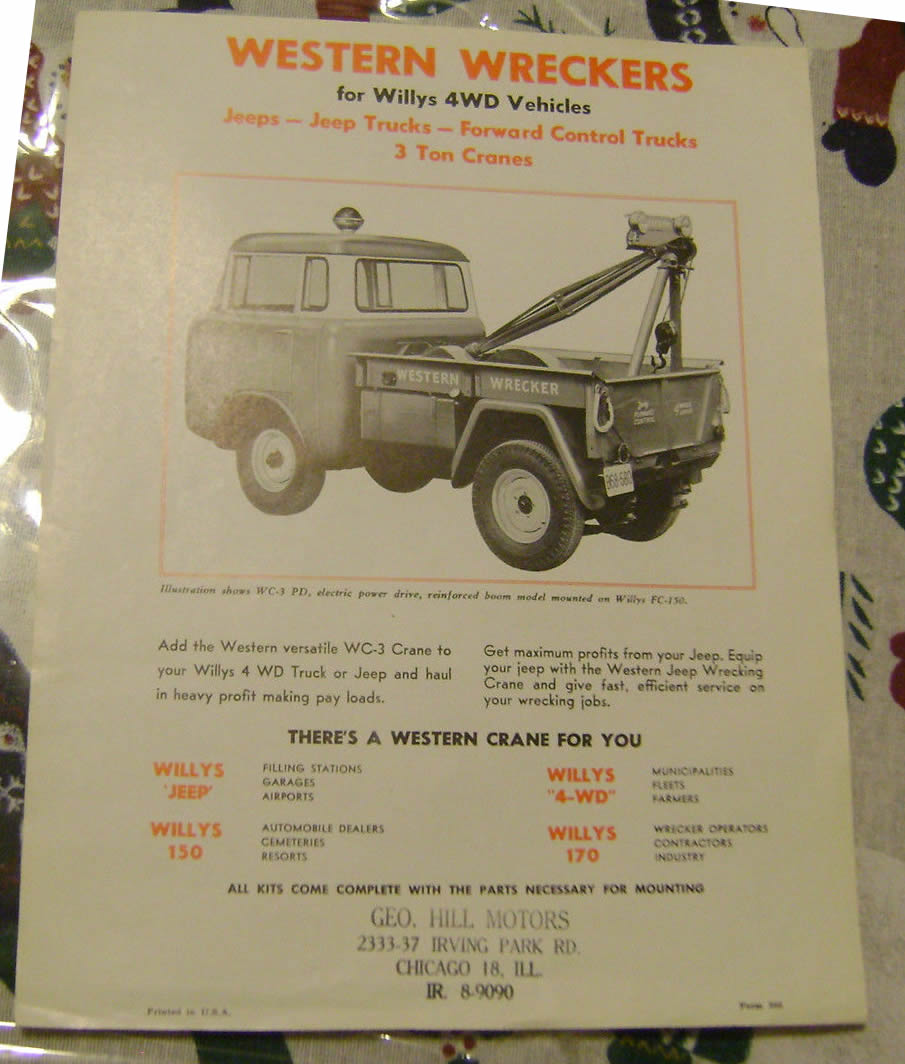 WESTERN WRECKERS
for Willys 4WD Vehicles
Jeeps — Jeep Trucks — Forward Control Trucks
3 Ton Cranes
WESTERN WRECKER
FORWARD
CONTROL
868-680
Illustration shows WC-3 PD, electric power drive, reinforced boom model mounted on Willys FC-150.
Add the Western versatile WC-3 Crane to
your Willys 4 WD Truck or Jeep and haul
in heavy profit making pay loads.
Get maximum profits from your Jeep. Equip
your jeep with the Western Jeep Wrecking
Crane and give fast, efficient service on
your wrecking jobs.
THERE'S A WESTERN CRANE FOR YOU
WILLYS
'JEEP'
FILLING STATIONS
GARAGES
AIRPORTS
WILLYS
"4-WD"
MUNICIPALITIES
FLEETS
FARMERS
WILLYS
150
AUTOMOBILE DEALERS
CEMETERIES
RESORTS
WILLYS
170
WRECKER OPERATORS
CONTRACTORS
INDUSTRY
ALL KITS COME COMPLETE WITH THE PARTS NECESSARY FOR MOUNTING
GEO. HILL MOTORS
2333-37 IRVING PARK RD.
CHICAGO 18, ILL.
IR. 8-9090
Printed in U.S.A.
Form